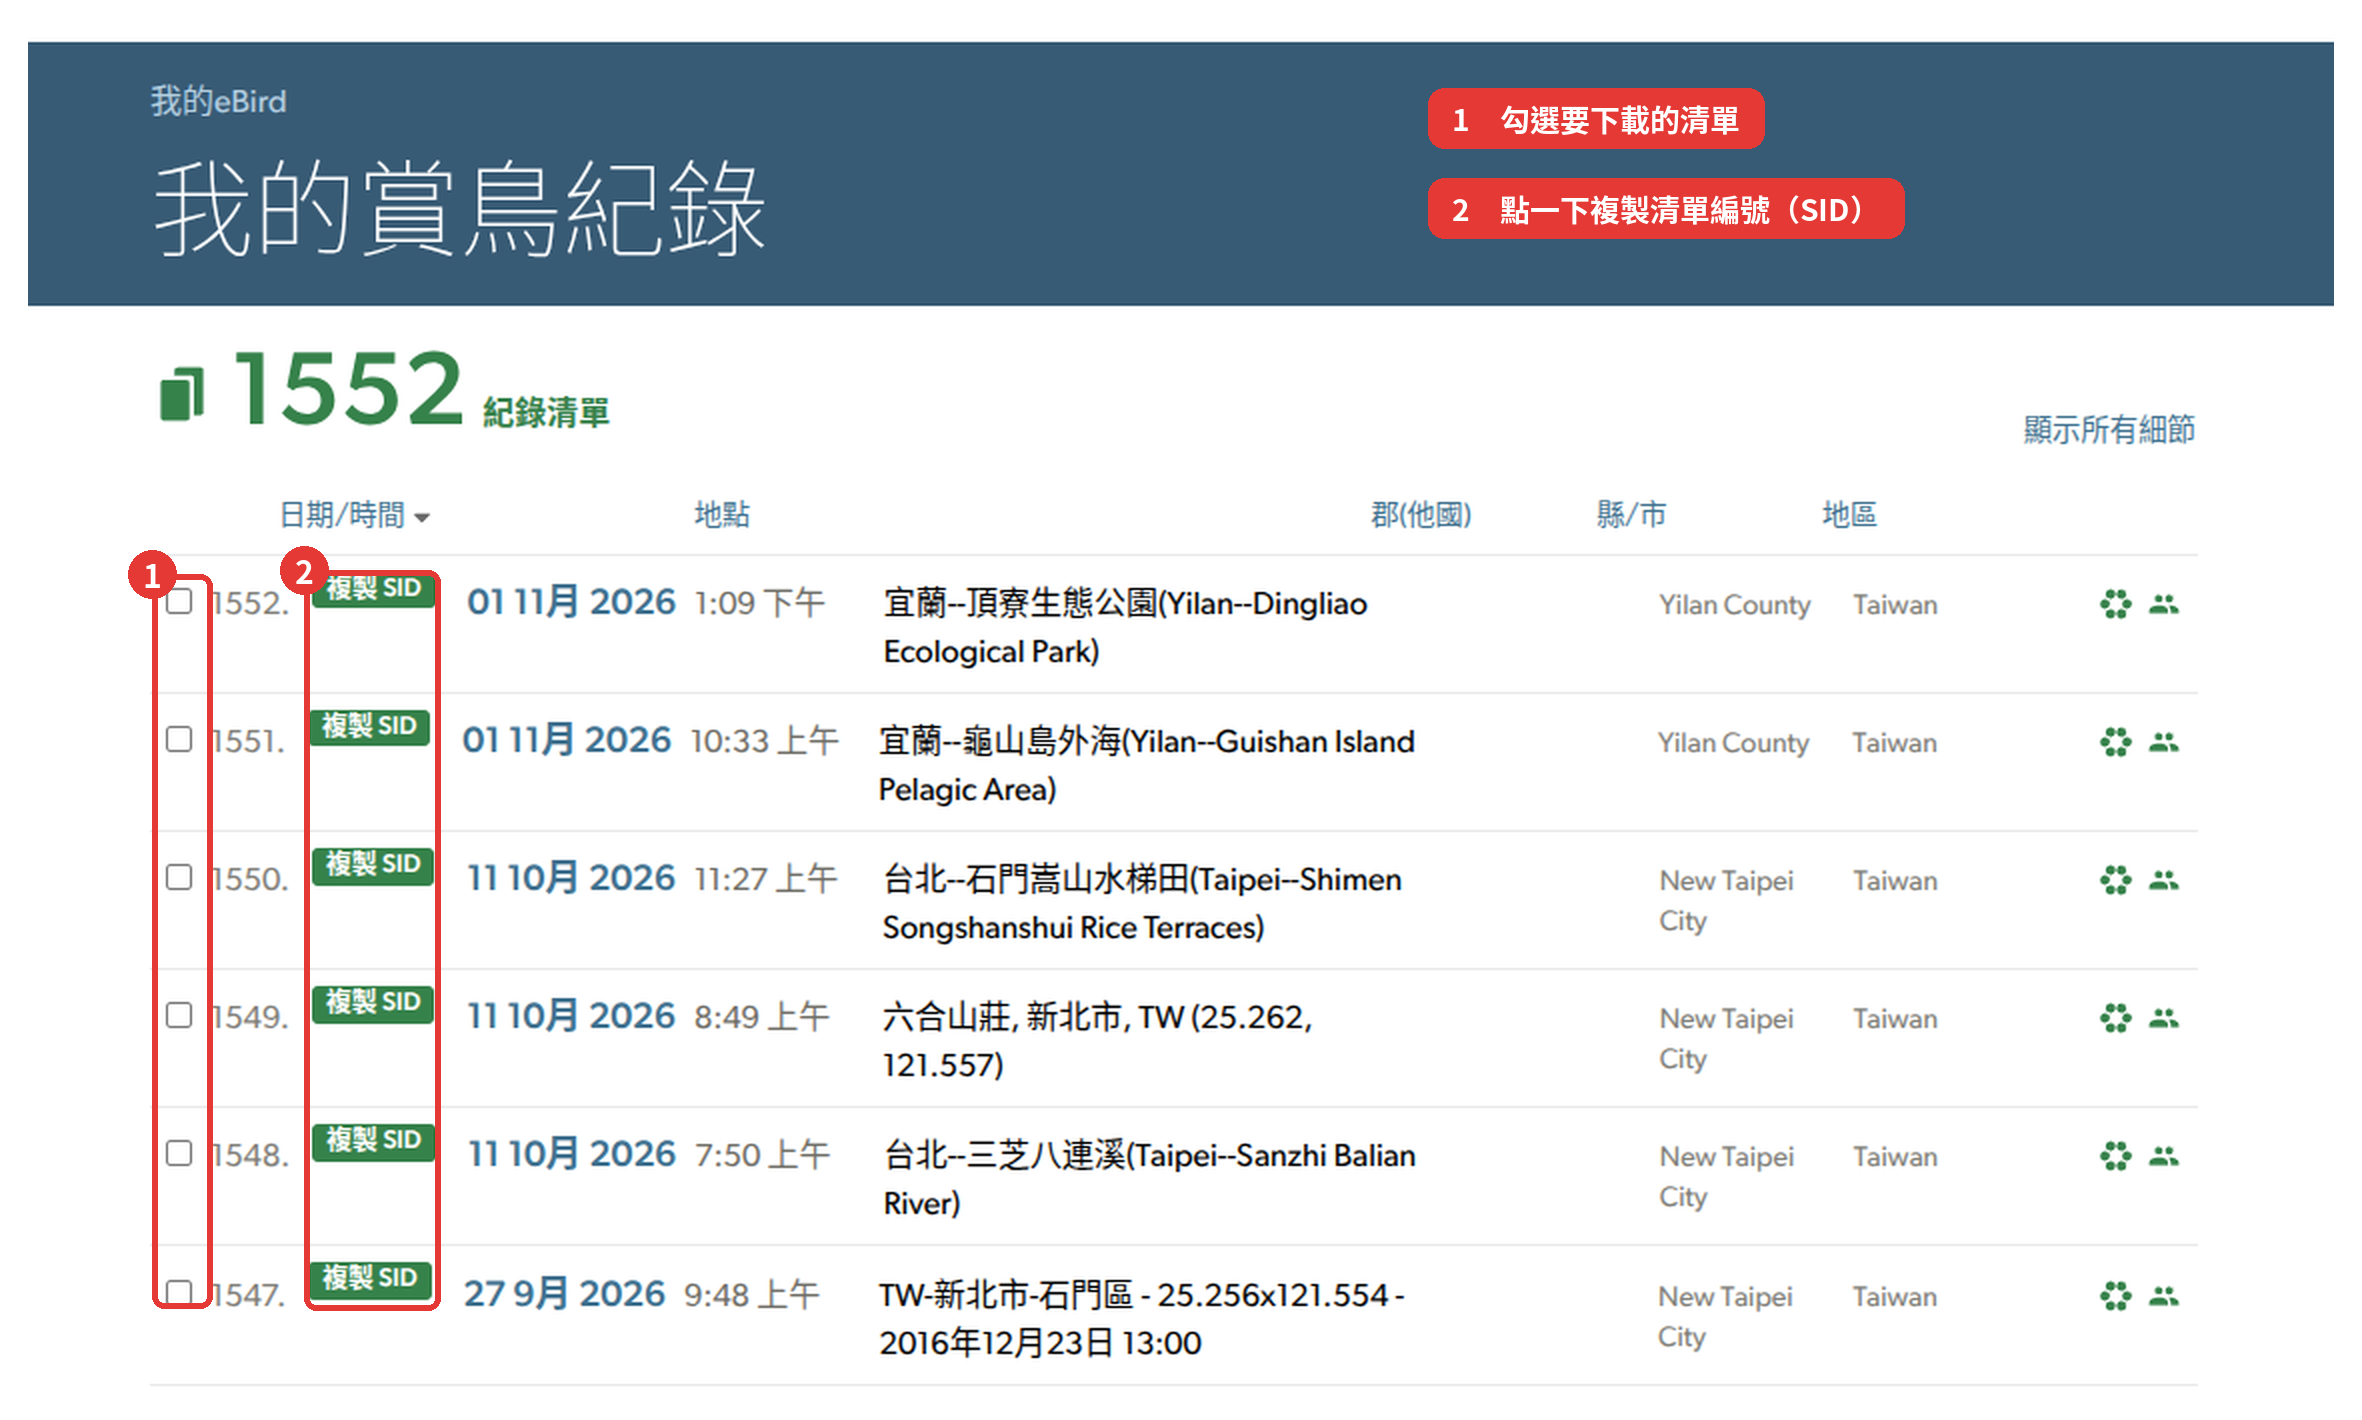 我的eBird
我的賞鳥紀錄
1 勾選要下載的清單
2 點一下複製清單編號（SID）
1552 紀錄清單
顯示所有細節
日期/時間 地點 郡(他國) 縣/市 地區
1 2
1552. 複製 SID 01 11月 2026 1:09 下午 宜蘭--頂寮生態公園(Yilan--Dingliao Yilan County Taiwan
Ecological Park)
1551. 複製 SID 01 11月 2026 10:33 上午 宜蘭--龜山島外海(Yilan--Guishan Island Yilan County Taiwan
Pelagic Area)
1550. 複製 SID 11 10月 2026 11:27 上午 台北--石門嵩山水梯田(Taipei--Shimen New Taipei Taiwan
Songshanshui Rice Terraces) City
1549. 複製 SID 11 10月 2026 8:49 上午 六合山莊, 新北市, TW (25.262, New Taipei Taiwan
121.557) City
1548. 複製 SID 11 10月 2026 7:50 上午 台北--三芝八連溪(Taipei--Sanzhi Balian New Taipei Taiwan
River) City
1547. 複製 SID 27 9月 2026 9:48 上午 TW-新北市-石門區 - 25.256x121.554 - New Taipei Taiwan
2016年12月23日 13:00 City